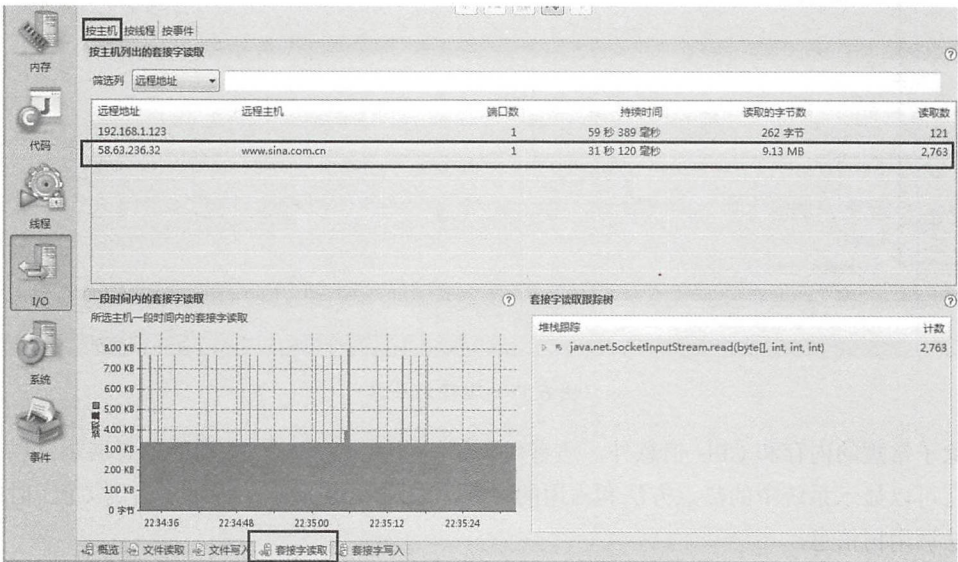 按主机 按线程 按事件
按主机列出的套接字读取
筛选列 远程地址
远程地址 远程主机 端口数 持续时间 读取的字节数 读取数
192.168.1.123 1 59 秒 389 毫秒 262 字节 121
58.63.236.32 www.sina.com.cn 1 31 秒 120 毫秒 9.13 MB 2,763
内存
代码
线程
I/O
系统
事件
一段时间内的套接字读取
所选主机一段时间内的套接字读取
8.00 KB
7.00 KB
6.00 KB
5.00 KB
4.00 KB
3.00 KB
2.00 KB
1.00 KB
0 字节
22:34:36 22:34:48 22:35:00 22:35:12 22:35:24
套接字读取跟踪树
堆栈跟踪 计数
java.net.SocketInputStream.read(byte[], int, int, int) 2,763
概览 文件读取 文件写入 套接字读取 套接字写入